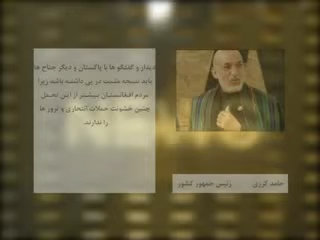 دیدار و گفتگو ها با پاکستان و دیگر جناح ها
باید نتیجه مثبت در پی داشته باشد زیرا
مردم افغانستان بیشتر از این تحمل
چنین خشونت حملات انتحاری و ترور ها
را ندارند.
حامد کرزی رئیس جمهور کشور